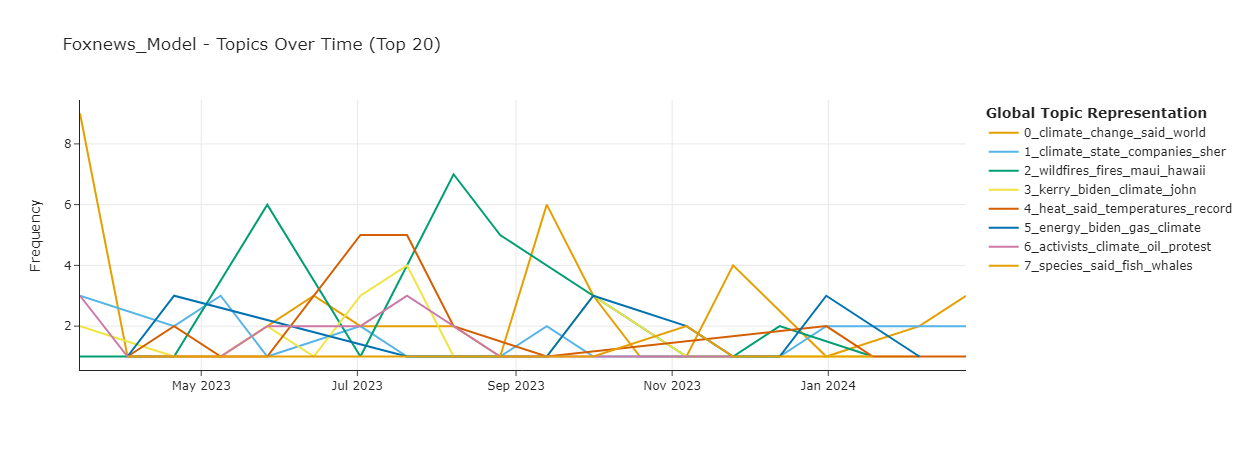 Foxnews_Model - Topics Over Time (Top 20)
Global Topic Representation
0_climate_change_said_world
1_climate_state_companies_sher
2_wildfires_fires_maui_hawaii
3_kerry_biden_climate_john
4_heat_said_temperatures_record
5_energy_biden_gas_climate
6_activists_climate_oil_protest
7_species_said_fish_whales
Frequency
8
6
4
2
May 2023
Jul 2023
Sep 2023
Nov 2023
Jan 2024